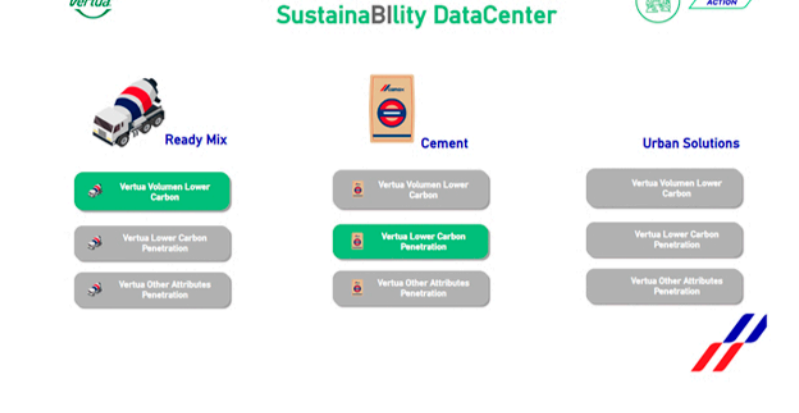 Vertua
SustainaBIlity DataCenter
ACTION
Ready Mix
Cement
Urban Solutions
Vertua Volumen Lower
Carbon
Vertua Lower Carbon
Penetration
Vertua Other Attributes
Penetration
Vertua Volumen Lower
Carbon
Vertua Lower Carbon
Penetration
Vertua Other Attributes
Penetration
Vertua Volumen Lower
Carbon
Vertua Lower Carbon
Penetration
Vertua Other Attributes
Penetration